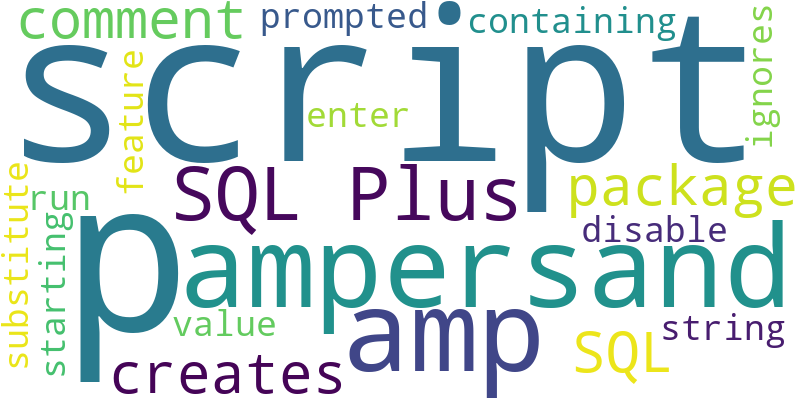 comment
prompted
containing
script
feature
enter
ignores
substitute
run
SQL Plus
package
starting
p
ampersand
disable
value
amp
string
creates
SQL